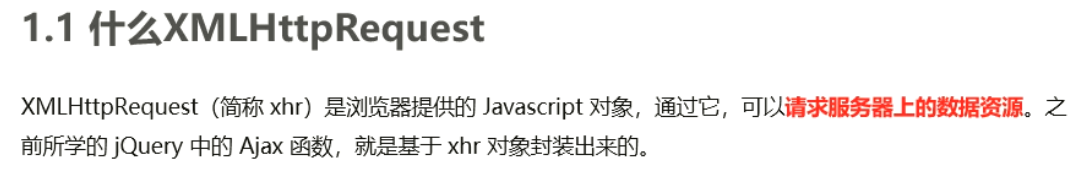 1.1 什么XMLHttpRequest
XMLHttpRequest（简称 xhr）是浏览器提供的 Javascript 对象，通过它，可以请求服务器上的数据资源。之
前所学的 jQuery 中的 Ajax 函数，就是基于 xhr 对象封装出来的。